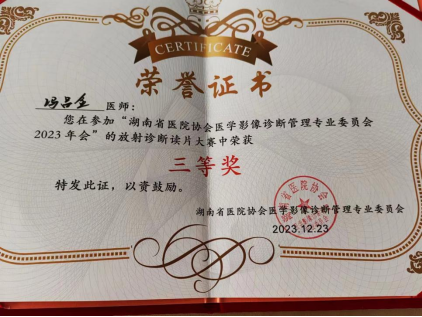 CERTIFICATE
荣誉证书
医师：
您在参加“湖南省医院协会医学影像诊断管理专业委员会
2023年会”的放射诊断读片大赛中荣获
三等奖
特发此证，以资鼓励。
湖南省医院协会医学影像诊断管理专业委员会
2023.12.23